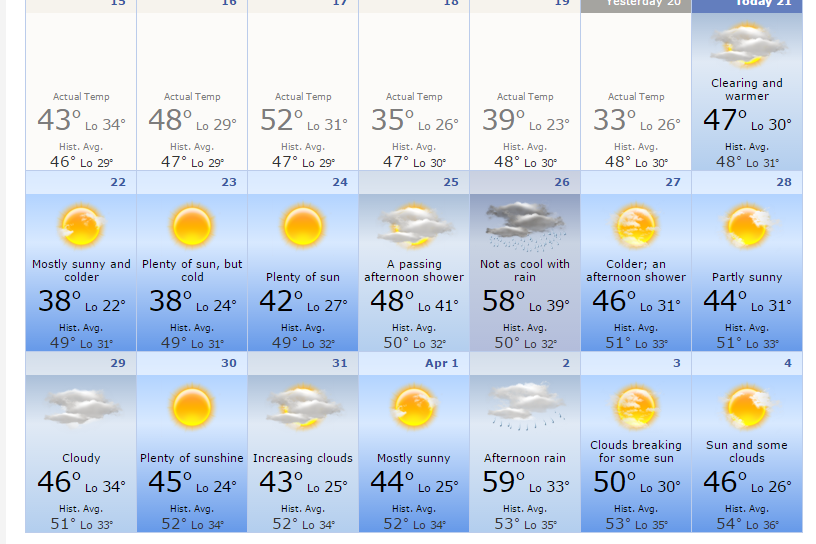 15 16 17 18 19 Yesterday 20 Today 21
Clearing and
warmer
Actual Temp Actual Temp Actual Temp Actual Temp Actual Temp Actual Temp
43° Lo 34° 48° Lo 29° 52° Lo 31° 35° Lo 26° 39° Lo 23° 33° Lo 26° 47° Lo 30°
Hist. Avg. Hist. Avg. Hist. Avg. Hist. Avg. Hist. Avg. Hist. Avg. Hist. Avg.
46° Lo 29° 47° Lo 29° 47° Lo 29° 47° Lo 30° 48° Lo 30° 48° Lo 30° 48° Lo 31°
22 23 24 25 26 27 28
Mostly sunny and Plenty of sun, but A passing Not as cool with Colder; an
colder cold Plenty of sun afternoon shower rain afternoon shower Partly sunny
38° Lo 22° 38° Lo 24° 42° Lo 27° 48° Lo 41° 58° Lo 39° 46° Lo 31° 44° Lo 31°
Hist. Avg. Hist. Avg. Hist. Avg. Hist. Avg. Hist. Avg. Hist. Avg. Hist. Avg.
49° Lo 31° 49° Lo 31° 49° Lo 32° 50° Lo 32° 50° Lo 32° 51° Lo 33° 51° Lo 33°
29 30 31 Apr 1 2 3 4
Clouds breaking Sun and some
Cloudy Plenty of sunshine Increasing clouds Mostly sunny Afternoon rain for some sun clouds
46° Lo 34° 45° Lo 24° 43° Lo 25° 44° Lo 25° 59° Lo 33° 50° Lo 30° 46° Lo 26°
Hist. Avg. Hist. Avg. Hist. Avg. Hist. Avg. Hist. Avg. Hist. Avg. Hist. Avg.
51° Lo 33° 52° Lo 34° 52° Lo 34° 52° Lo 34° 53° Lo 35° 53° Lo 35° 54° Lo 36°